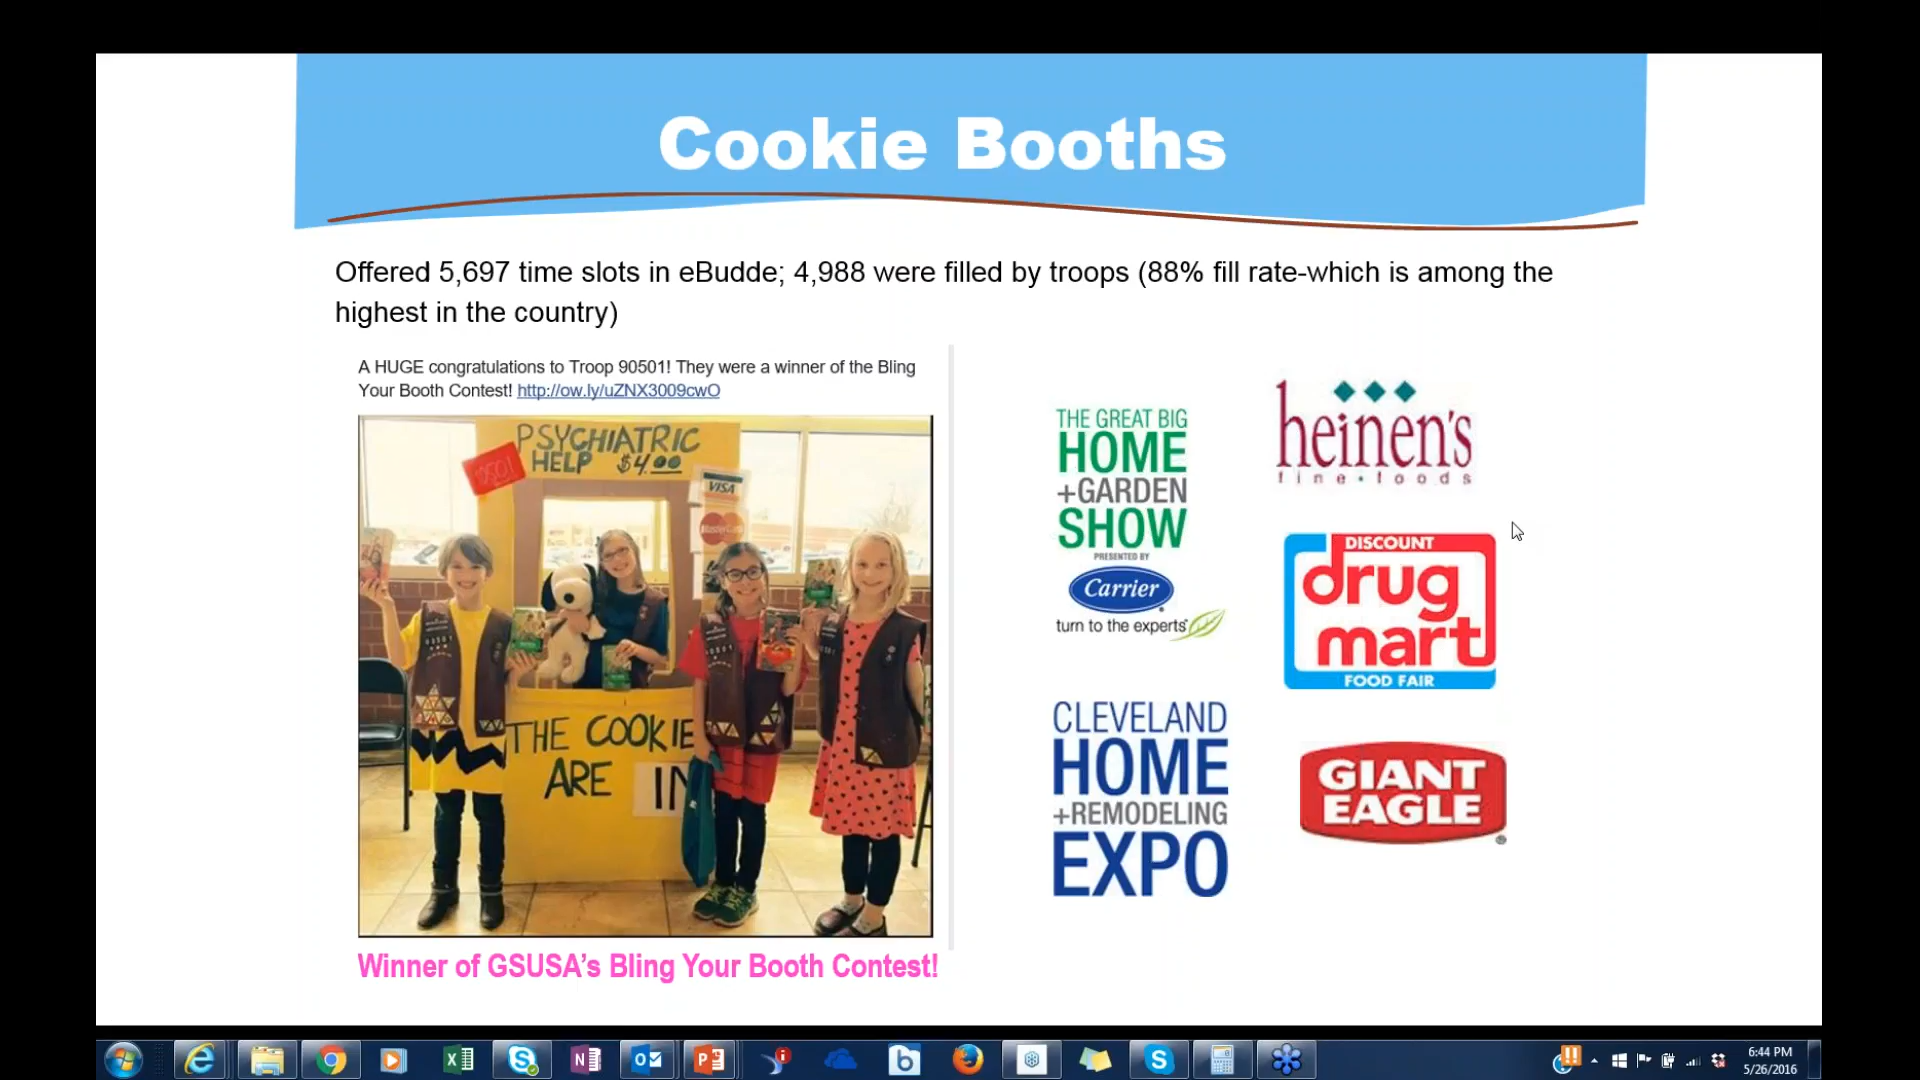 Cookie Booths
Offered 5,697 time slots in eBudde; 4,988 were filled by troops (88% fill rate-which is among the
highest in the country)
A HUGE congratulations to Troop 90501! They were a winner of the Bling
Your Booth Contest! http://ow.ly/uZNX3009cwO
PSYCHIATRIC
HELP $4.00
VISA
MasterCard
THE COOKIE
ARE IN
Winner of GSUSA's Bling Your Booth Contest!
THE GREAT BIG
HOME
+GARDEN
SHOW
PRESENTED BY
Carrier
turn to the experts
CLEVELAND
HOME
+REMODELING
EXPO
heinen's
fine foods
DISCOUNT
drug
mart
FOOD FAIR
GIANT
EAGLE
6:44 PM
5/26/2016